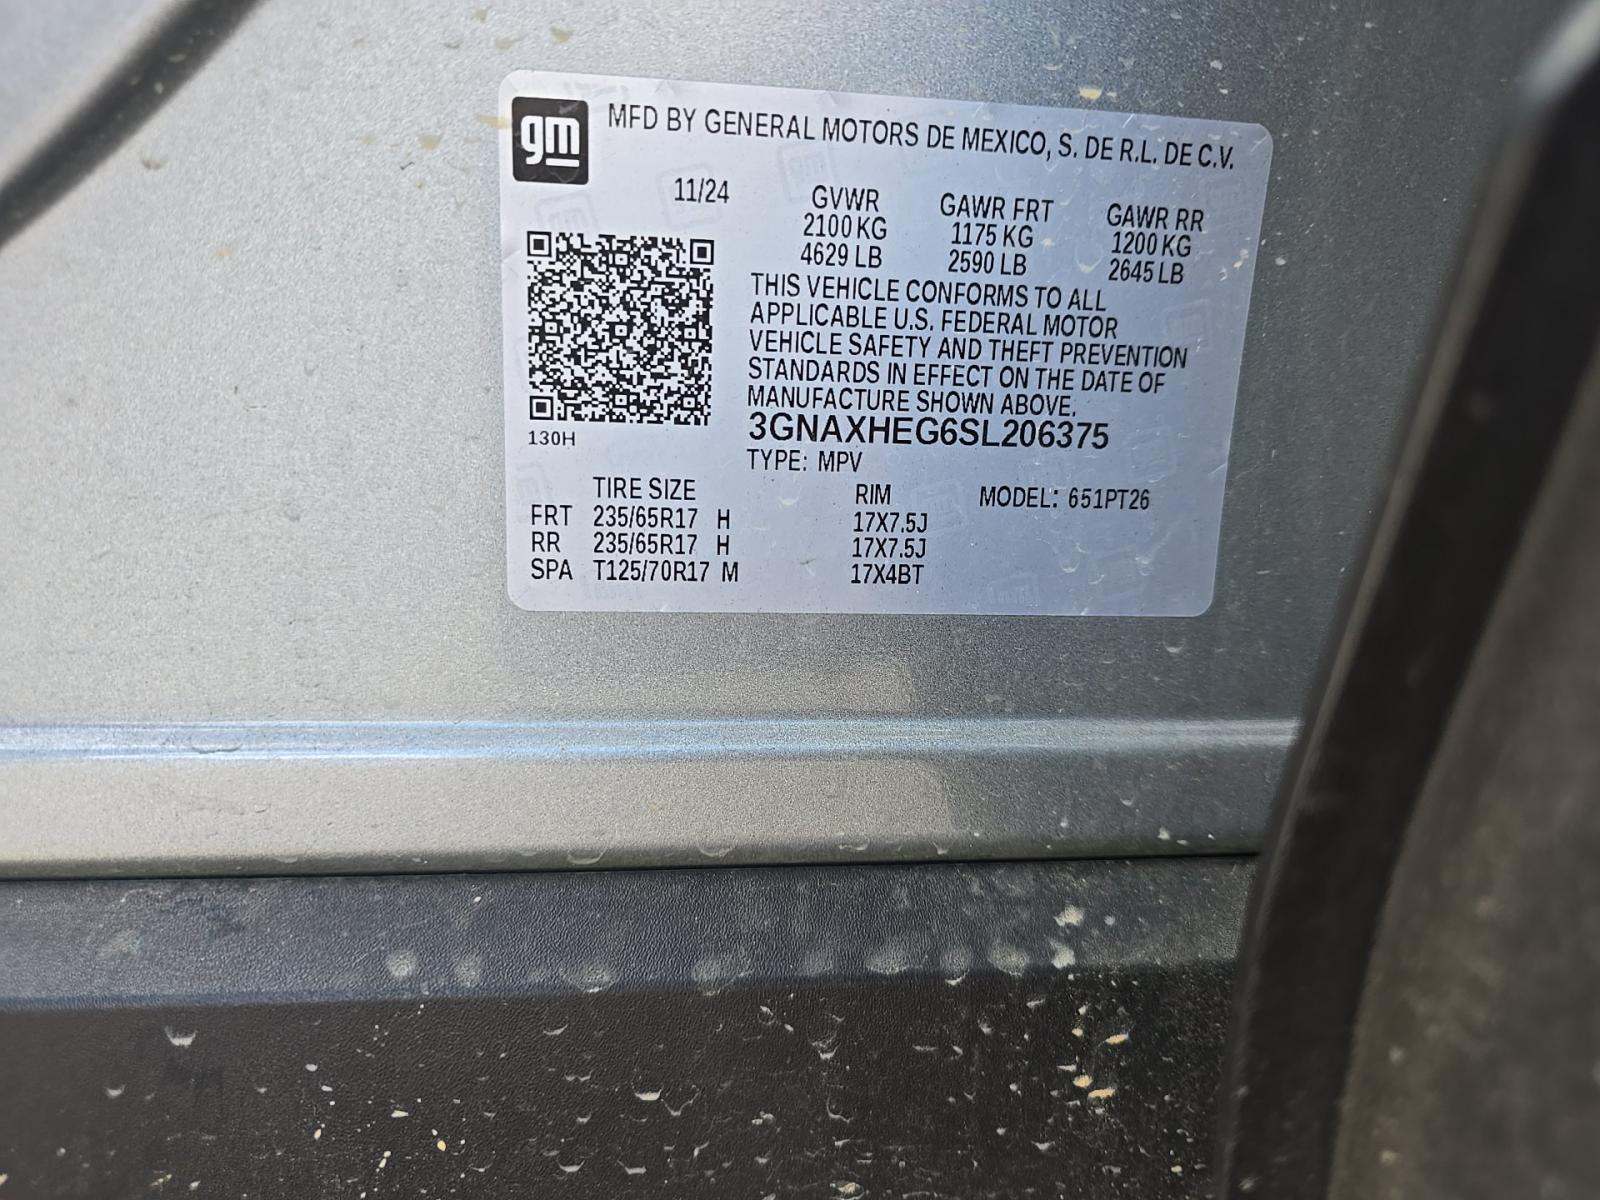 gm
MFD BY GENERAL MOTORS DE MEXICO, S. DE R.L. DE C.V.
11/24
GVWR GAWR FRT GAWR RR
2100 KG 1175 KG 1200 KG
4629 LB 2590 LB 2645 LB
THIS VEHICLE CONFORMS TO ALL
APPLICABLE U.S. FEDERAL MOTOR
VEHICLE SAFETY AND THEFT PREVENTION
STANDARDS IN EFFECT ON THE DATE OF
MANUFACTURE SHOWN ABOVE.
3GNAXHEG6SL206375
130H
TYPE: MPV
TIRE SIZE RIM MODEL: 651PT26
FRT 235/65R17 H 17X7.5J
RR 235/65R17 H 17X7.5J
SPA T125/70R17 M 17X4BT